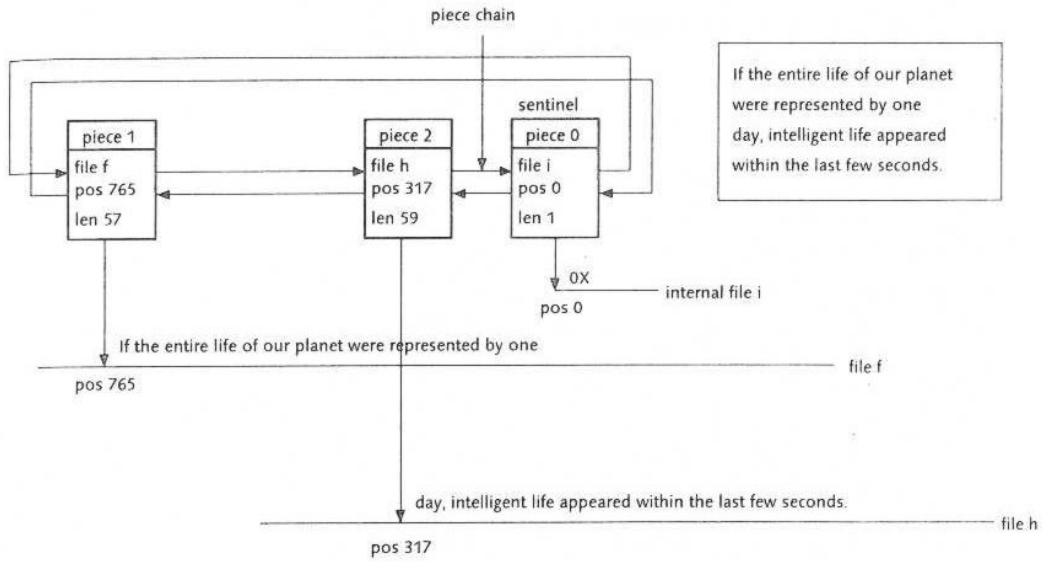 piece chain
If the entire life of our planet
were represented by one
day, intelligent life appeared
within the last few seconds.
sentinel
piece 1
file f
pos 765
len 57
piece 2
file h
pos 317
len 59
piece 0
file i
pos 0
len 1
0X
internal file i
pos 0
If the entire life of our planet were represented by one
file f
pos 765
day, intelligent life appeared within the last few seconds.
file h
pos 317